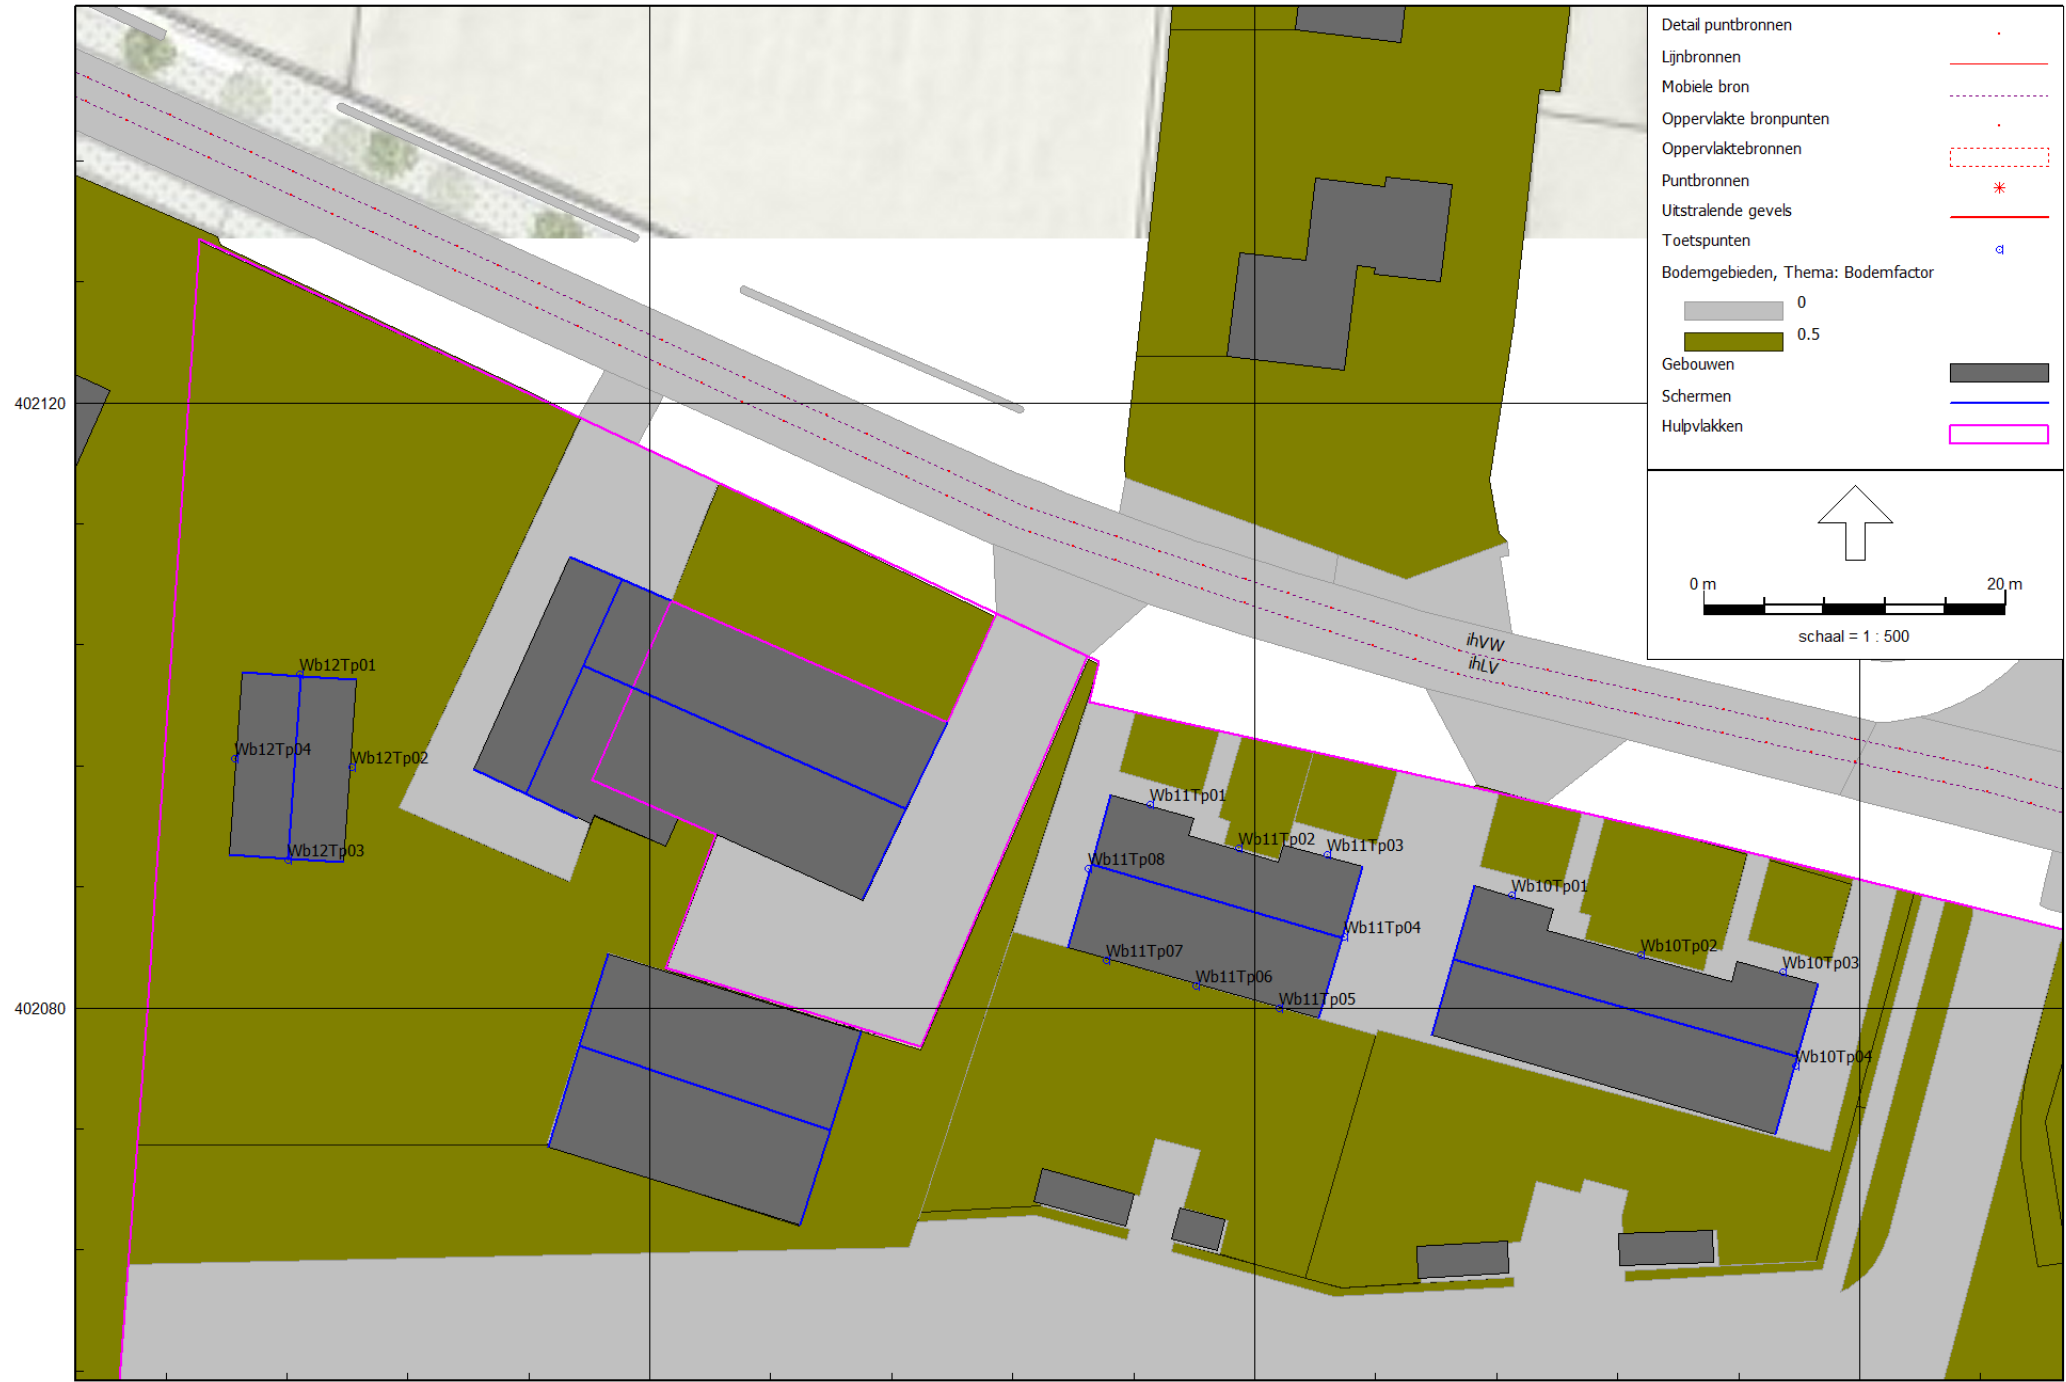 Detail puntbronnen
Lijnbronnen
Mobiele bron
Oppervlakte bronpunten
Oppervlaktebronnen
Puntbronnen
Uitstralende gevels
Toetspunten
Bodemgebieden, Thema: Bodemfactor
0
0.5
Gebouwen
Schermen
Hulpvlakken
402120
0 m 20 m
schaal = 1 : 500
ihVW
ihLV
Wb12Tp01
Wb12Tp04
Wb12Tp02
Wb12Tp03
Wb11Tp01
Wb11Tp02
Wb11Tp03
Wb11Tp08
Wb11Tp04
Wb11Tp07
Wb11Tp06
Wb11Tp05
Wb10Tp01
Wb10Tp02
Wb10Tp03
Wb10Tp04
402080